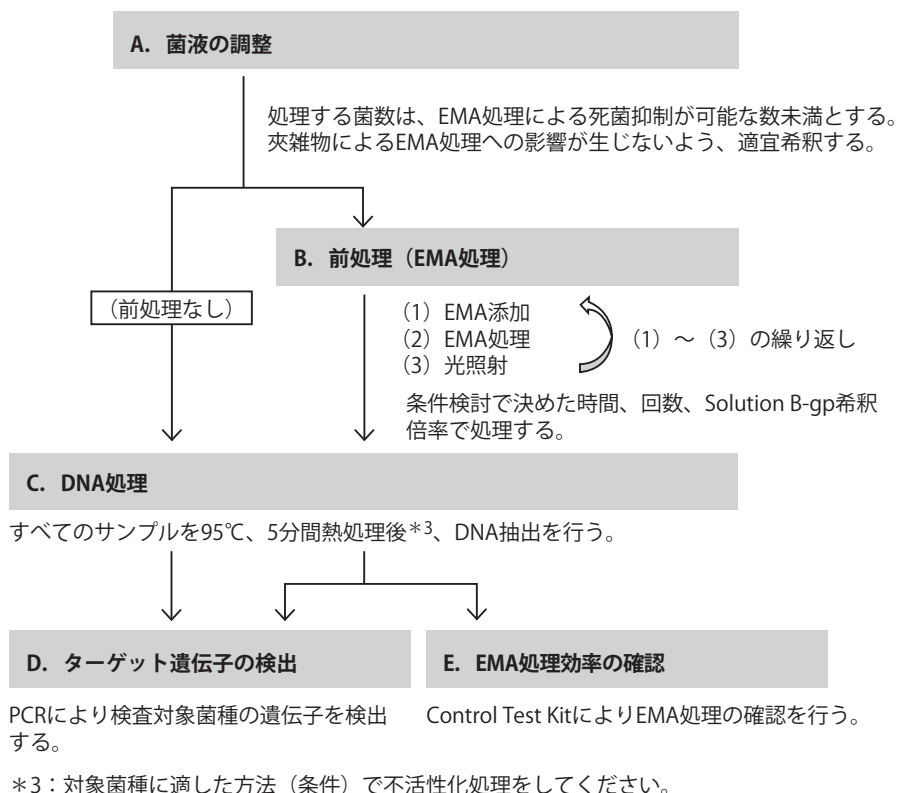 A. 菌液の調整
処理する菌数は、EMA処理による死菌抑制が可能な数未満とする。
夾雑物によるEMA処理への影響が生じないよう、適宜希釈する。
B. 前処理（EMA処理）
（前処理なし）
（1）EMA添加
（2）EMA処理
（3）光照射
（1）～（3）の繰り返し
条件検討で決めた時間、回数、Solution B-gp希釈
倍率で処理する。
C. DNA処理
すべてのサンプルを95℃、5分間熱処理後＊3、DNA抽出を行う。
D. ターゲット遺伝子の検出
E. EMA処理効率の確認
PCRにより検査対象菌種の遺伝子を検出
する。
Control Test KitによりEMA処理の確認を行う。
＊3：対象菌種に適した方法（条件）で不活性化処理をしてください。